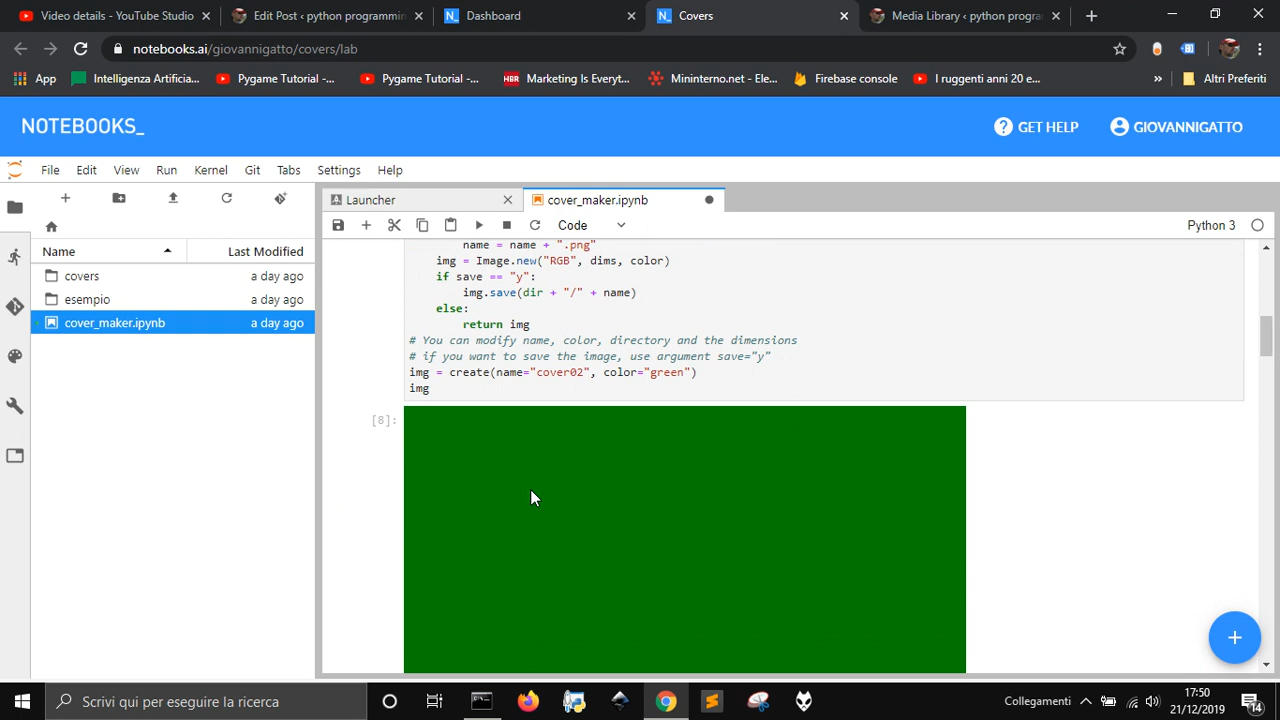 Video details - YouTube Studio
Edit Post ‹ python programmin
Dashboard
Covers
Media Library ‹ python progra
notebooks.ai/giovannigatto/covers/lab
App
Intelligenza Artificia...
Pygame Tutorial -...
Pygame Tutorial -...
HBR
Marketing Is Everyt...
Mininterno.net - Ele...
Firebase console
I ruggenti anni 20 e...
»
Altri Preferiti
NOTEBOOKS_
GET HELP
GIOVANNIGATTO
File
Edit
View
Run
Kernel
Git
Tabs
Settings
Help
Launcher
cover_maker.ipynb
Code
Python 3
Name
Last Modified
covers
a day ago
esempio
a day ago
cover_maker.ipynb
a day ago
name = name + ".png"
img = Image.new("RGB", dims, color)
if save == "y":
img.save(dir + "/" + name)
else:
return img
# You can modify name, color, directory and the dimensions
# if you want to save the image, use argument save="y"
img = create(name="cover02", color="green")
img
[8]:
Scrivi qui per eseguire la ricerca
Collegamenti
17:50
21/12/2019
14